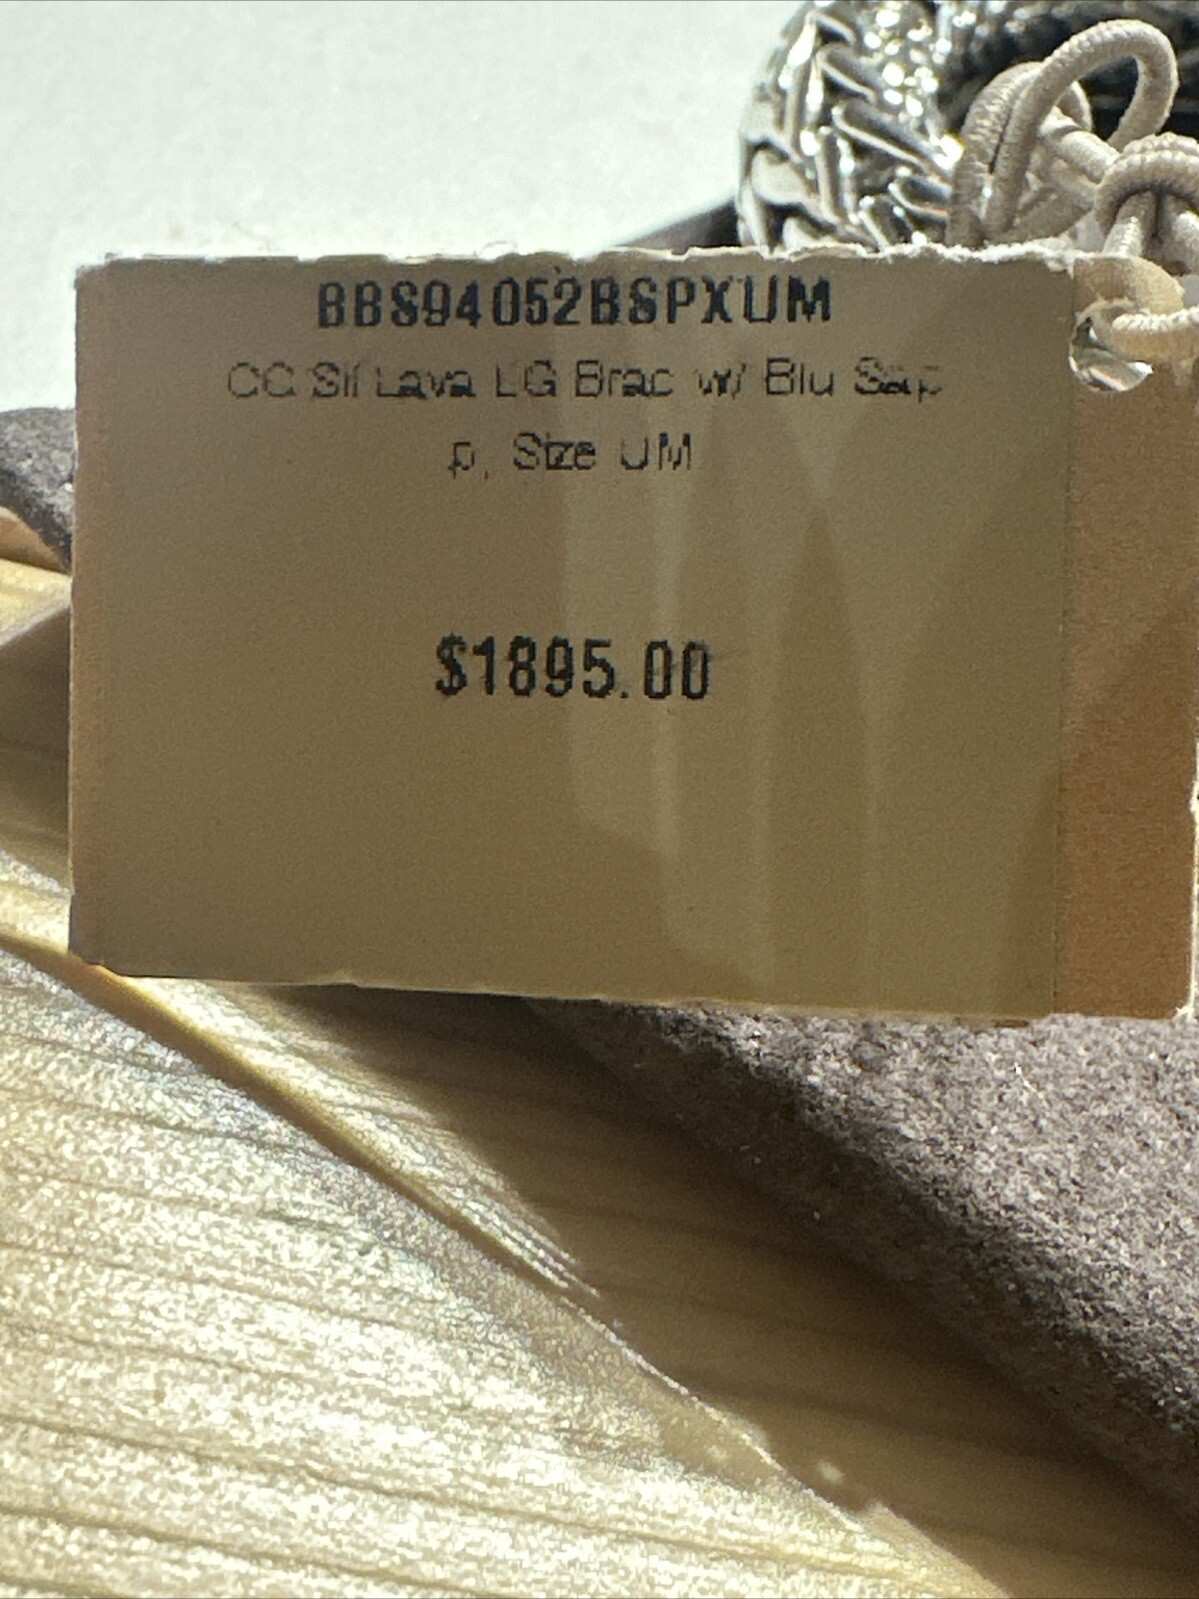 BBS94052BSPXUM
CC Sil Lava LG Brac w/ Blu Sap
p, Size UM
$1895.00